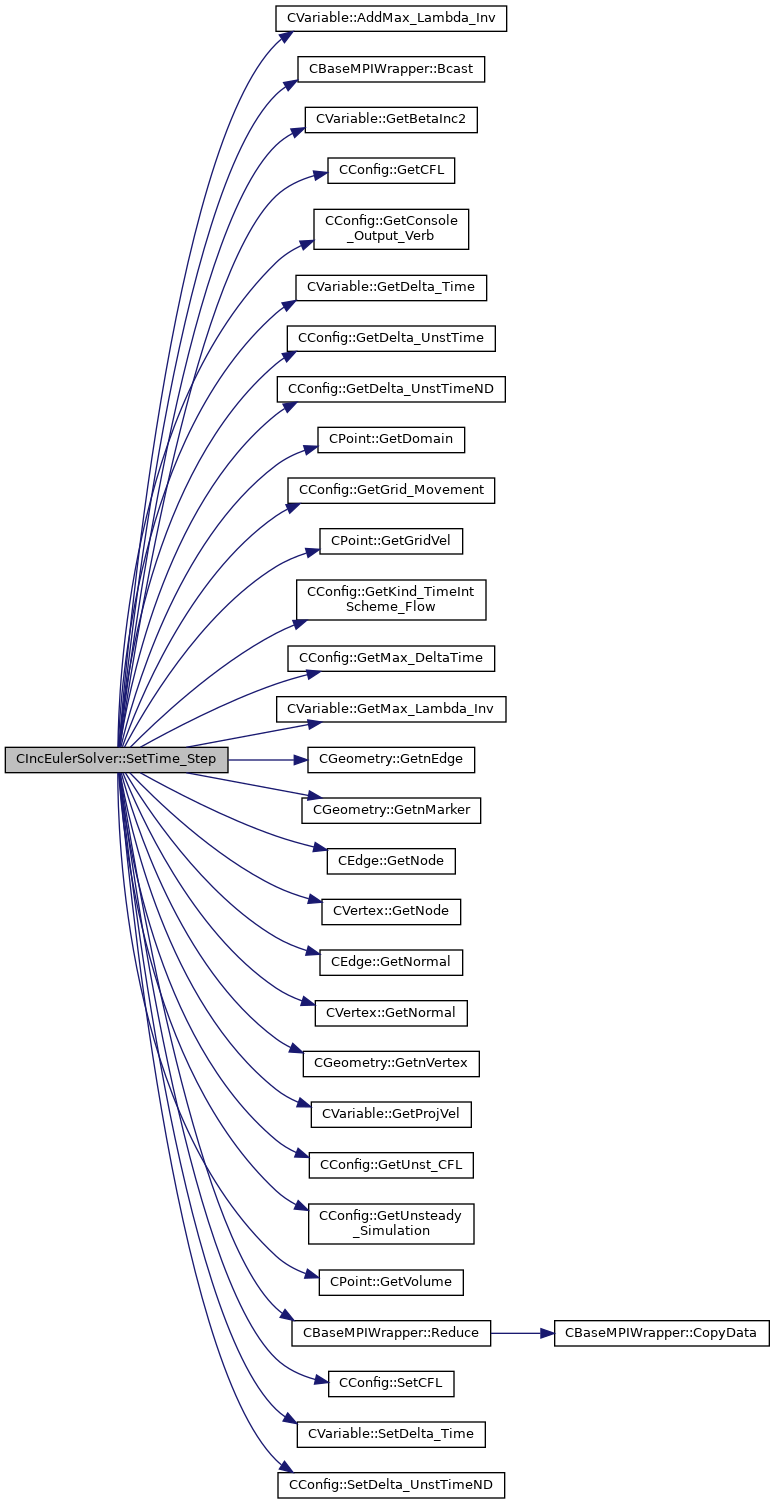 CVariable::AddMax_Lambda_Inv
CBaseMPIWrapper::Bcast
CVariable::GetBetaInc2
CConfig::GetCFL
CConfig::GetConsole
_Output_Verb
CVariable::GetDelta_Time
CConfig::GetDelta_UnstTime
CConfig::GetDelta_UnstTimeND
CPoint::GetDomain
CConfig::GetGrid_Movement
CPoint::GetGridVel
CConfig::GetKind_TimeInt
Scheme_Flow
CConfig::GetMax_DeltaTime
CVariable::GetMax_Lambda_Inv
CIncEulerSolver::SetTime_Step
CGeometry::GetnEdge
CGeometry::GetnMarker
CEdge::GetNode
CVertex::GetNode
CEdge::GetNormal
CVertex::GetNormal
CGeometry::GetnVertex
CVariable::GetProjVel
CConfig::GetUnst_CFL
CConfig::GetUnsteady
_Simulation
CPoint::GetVolume
CBaseMPIWrapper::Reduce
CBaseMPIWrapper::CopyData
CConfig::SetCFL
CVariable::SetDelta_Time
CConfig::SetDelta_UnstTimeND